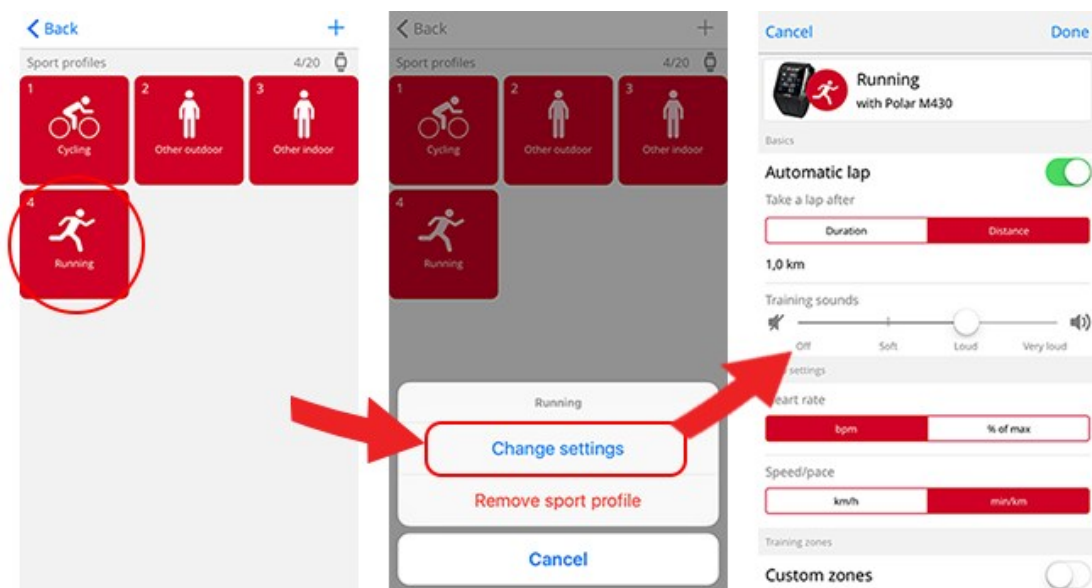 Back
+
Sport profiles 4/20
1
Cycling
2
Other outdoor
3
Other indoor
4
Running
Back
+
Sport profiles 4/20
1
Cycling
2
Other outdoor
3
Other indoor
4
Running
Running
Change settings
Remove sport profile
Cancel
Cancel Done
Running
with Polar M430
Basics
Automatic lap
Take a lap after
Duration Distance
1,0 km
Training sounds
Off Soft Loud Very loud
settings
eart rate
bpm % of max
Speed/pace
km/h min/km
Training zones
Custom zones